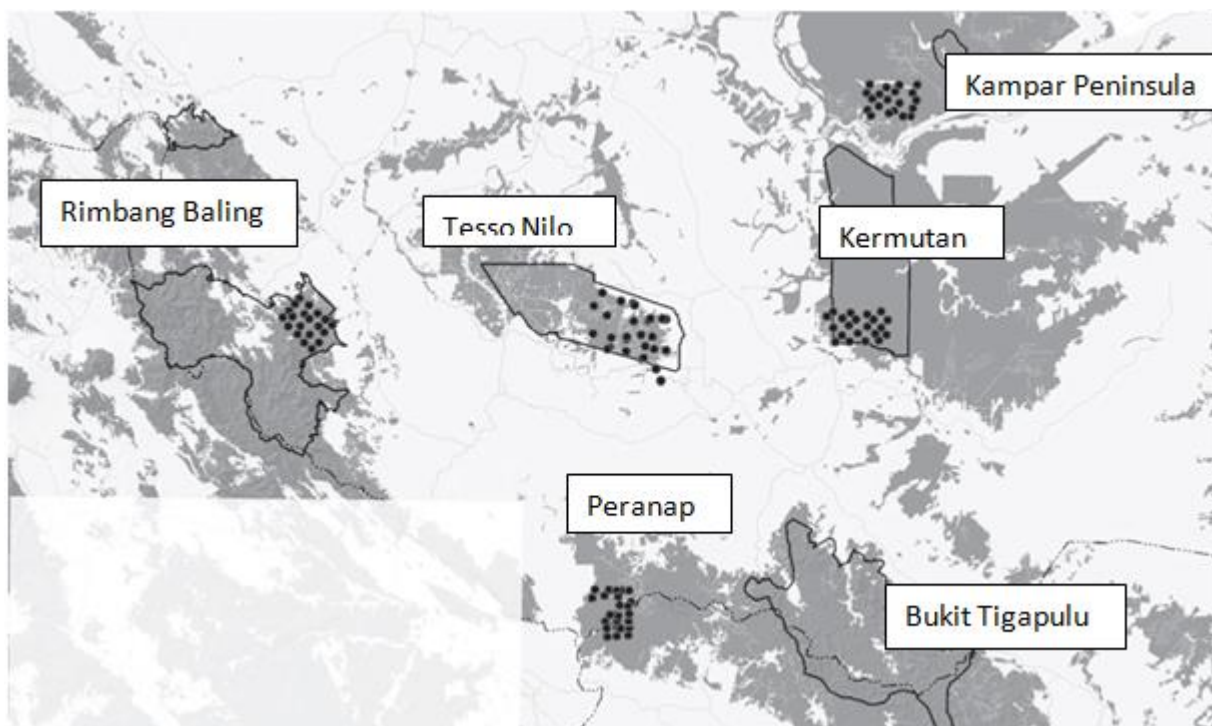 Kampar Peninsula
Rimbang Baling
Tesso Nilo
Kermutan
Peranap
Bukit Tigapulu